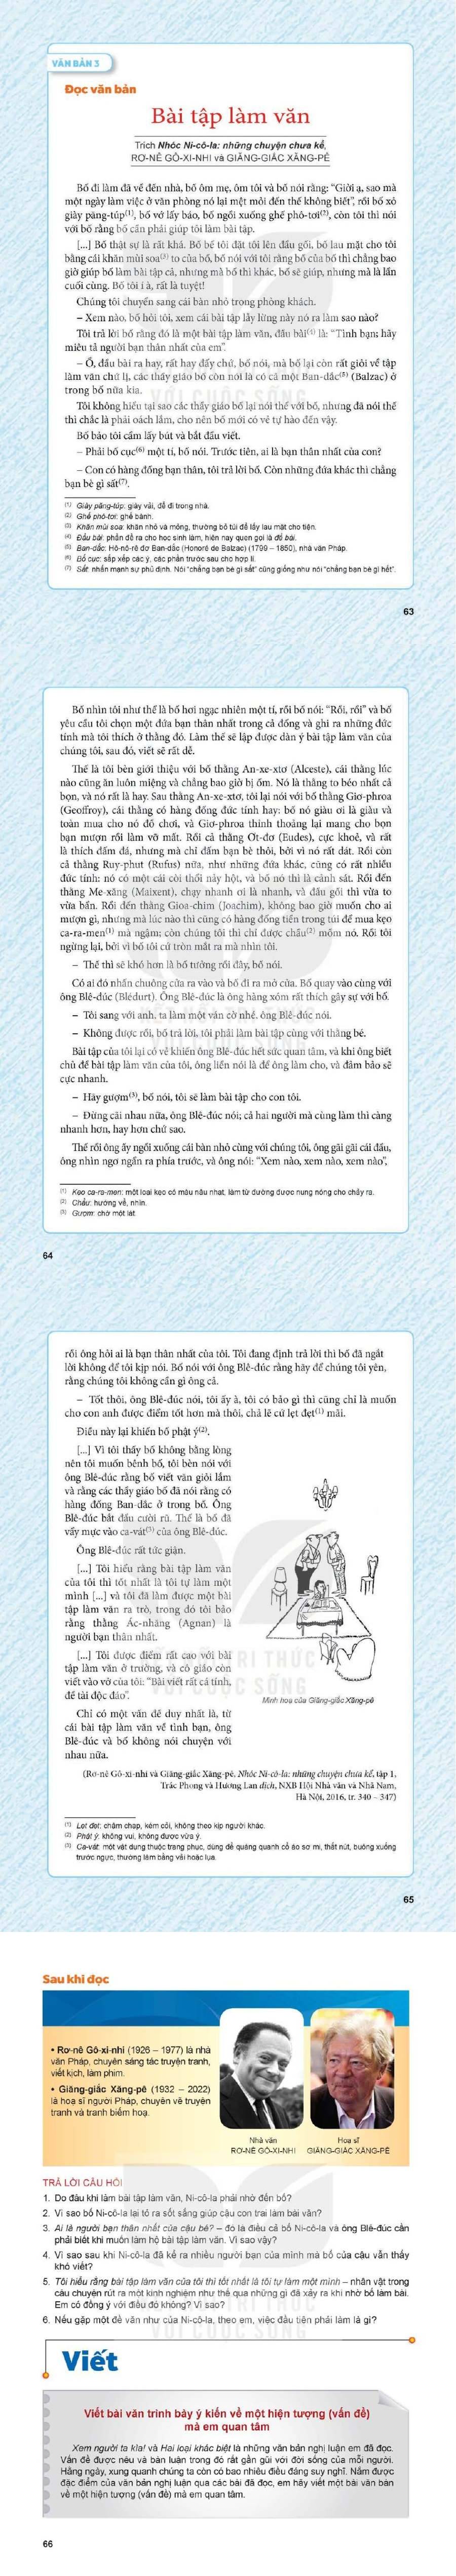 VĂN BẢN 3
Đọc văn bản
Bài tập làm văn
Trích Nhóc Ni-cô-la: những chuyện chưa kể,
RƠ-NÊ GÔ-XI-NHI và GIĂNG-GIẮC XĂNG-PÊ
Bố đi làm đã về đến nhà, bố ôm mẹ, ôm tôi và bố nói rằng: “Giời ạ, sao mà
một ngày làm việc ở văn phòng nó lại mệt mỏi đến thế không biết”, rồi bố xỏ
giày păng-túp(1), bố vớ lấy báo, bố ngồi xuống ghế phô-tơi(2), còn tôi thì nói
với bố rằng bố cần phải giúp tôi làm bài tập.
[...] Bố thật sự là rất khá. Bố bế tôi đặt tôi lên đầu gối, bố lau mặt cho tôi
bằng cái khăn mùi soa(3) to của bố, bố nói với tôi rằng bố của bố thì chẳng bao
giờ giúp bố làm bài tập cả, nhưng mà bố thì khác, bố sẽ giúp, nhưng mà là lần
cuối cùng. Bố tôi í à, rất là tuyệt!
Chúng tôi chuyển sang cái bàn nhỏ trong phòng khách.
– Xem nào, bố hỏi tôi, xem cái bài tập lẫy lừng này nó ra làm sao nào?
Tôi trả lời bố rằng đó là một bài tập làm văn, đầu bài(4) là: “Tình bạn; hãy
miêu tả người bạn thân nhất của em”.
– Ồ, đầu bài ra hay, rất hay đấy chứ, bố nói, mà bố lại còn rất giỏi về tập
làm văn chứ lị, các thầy giáo bố còn nói là có cả một Ban-dắc(5) (Balzac) ở
trong bố nữa kia.
Tôi không hiểu tại sao các thầy giáo bố lại nói thế với bố, nhưng đã nói thế
thì chắc là phải oách lắm, cho nên bố mới có vẻ tự hào đến vậy.
Bố bảo tôi cầm lấy bút và bắt đầu viết.
– Phải bố cục(6) một tí, bố nói. Trước tiên, ai là bạn thân nhất của con?
– Con có hàng đống bạn thân, tôi trả lời bố. Còn những đứa khác thì chẳng
bạn bè gì sất(7).
(1) Giày păng-túp: giày vải, để đi trong nhà.
(2) Ghế phô-tơi: ghế bành.
(3) Khăn mùi soa: khăn nhỏ và mỏng, thường bỏ túi để lấy lau mặt cho tiện.
(4) Đầu bài: phần đề ra cho học sinh làm, hiện nay quen gọi là đề bài.
(5) Ban-dắc: Hô-nô-rê đơ Ban-dắc (Honoré de Balzac) (1799 – 1850), nhà văn Pháp.
(6) Bố cục: sắp xếp các ý, các phần trước sau cho hợp lí.
(7) Sất: nhấn mạnh sự phủ định. Nói “chẳng bạn bè gì sất” cũng giống như nói “chẳng bạn bè gì hết”.
63
Bố nhìn tôi như thể là bố hơi ngạc nhiên một tí, rồi bố nói: “Rồi, rồi” và bố
yêu cầu tôi chọn một đứa bạn thân nhất trong cả đống và ghi ra những đức
tính mà tôi thích ở thằng đó. Làm thế sẽ lập được dàn ý bài tập làm văn của
chúng tôi, sau đó, viết sẽ rất dễ.
Thế là tôi bèn giới thiệu với bố thằng An-xe-xtơ (Alceste), cái thằng lúc
nào cũng ăn luôn miệng và chẳng bao giờ bị ốm. Nó là thằng to béo nhất cả
bọn, và nó rất là hay. Sau thằng An-xe-xtơ, tôi lại nói với bố thằng Giơ-phroa
(Geoffroy), cái thằng có hàng đống đức tính hay: bố nó giàu ơi là giàu và
toàn mua cho nó đồ chơi, và Giơ-phroa thỉnh thoảng lại mang cho bọn
bạn mượn rồi làm vỡ mất. Rồi cả thằng Ơt-đơ (Eudes), cực khoẻ, và rất
là thích đấm đá, nhưng mà chỉ đấm bạn bè thôi, bởi vì nó rất dát. Rồi còn
cả thằng Ruy-phut (Rufus) nữa, như những đứa khác, cũng có rất nhiều
đức tính: nó có một cái còi thổi nảy hột, và bố nó thì là cảnh sát. Rồi đến
thằng Me-xăng (Maixent), chạy nhanh ơi là nhanh, và đầu gối thì vừa to
vừa bẩn. Rồi đến thằng Gioa-chim (Joachim), không bao giờ muốn cho ai
mượn gì, nhưng mà lúc nào thì cũng có hàng đống tiền trong túi để mua kẹo
ca-ra-men(1) mà ngậm; còn chúng tôi thì chỉ được chầu(2) mồm nó. Rồi tôi
ngừng lại, bởi vì bố tôi cứ tròn mắt ra mà nhìn tôi.
– Thế thì sẽ khó hơn là bố tưởng rồi đây, bố nói.
Có ai đó nhấn chuông cửa ra vào và bố đi ra mở cửa. Bố quay vào cùng với
ông Blê-đúc (Blédurt). Ông Blê-đúc là ông hàng xóm rất thích gây sự với bố.
– Tôi sang với anh, ta làm một ván cờ nhé, ông Blê-đúc nói.
– Không được rồi, bố trả lời, tôi phải làm bài tập cùng với thằng bé.
Bài tập của tôi lại có vẻ khiến ông Blê-đúc hết sức quan tâm, và khi ông biết
chủ đề bài tập làm văn của tôi, ông liền nói là để ông làm cho, và đảm bảo sẽ
cực nhanh.
– Hãy gượm(3), bố nói, tôi sẽ làm bài tập cho con tôi.
– Đừng cãi nhau nữa, ông Blê-đúc nói; cả hai người mà cùng làm thì càng
nhanh hơn, hay hơn chứ sao.
Thế rồi ông ấy ngồi xuống cái bàn nhỏ cùng với chúng tôi, ông gãi gãi cái đầu,
ông nhìn ngơ ngẩn ra phía trước, và ông nói: “Xem nào, xem nào, xem nào”,
(1) Kẹo ca-ra-men: một loại kẹo có màu nâu nhạt, làm từ đường được nung nóng cho chảy ra.
(2) Chầu: hướng về, nhìn.
(3) Gượm: chờ một lát.
64
rồi ông hỏi ai là bạn thân nhất của tôi. Tôi đang định trả lời thì bố đã ngắt
lời không để tôi kịp nói. Bố nói với ông Blê-đúc rằng hãy để chúng tôi yên,
rằng chúng tôi không cần gì ông cả.
– Tốt thôi, ông Blê-đúc nói, tôi ấy à, tôi có bảo gì thì cũng chỉ là muốn
cho con anh được điểm tốt hơn mà thôi, chả lẽ cứ lẹt đẹt(1) mãi.
Điều này lại khiến bố phật ý(2).
[...] Vì tôi thấy bố không bằng lòng
nên tôi muốn bênh bố, tôi bèn nói với
ông Blê-đúc rằng bố viết văn giỏi lắm
và rằng các thầy giáo bố đã nói rằng có
hàng đống Ban-dắc ở trong bố. Ông
Blê-đúc bắt đầu cười rũ. Thế là bố đã
vẩy mực vào ca-vát(3) của ông Blê-đúc.
Ông Blê-đúc rất tức giận.
[...] Tôi hiểu rằng bài tập làm văn
của tôi thì tốt nhất là tôi tự làm một
mình [...] và tôi đã làm được một bài
tập làm văn ra trò, trong đó tôi bảo
rằng thằng Ác-nhăng (Agnan) là
người bạn thân nhất.
[...] Tôi được điểm rất cao với bài
tập làm văn ở trường, và cô giáo còn
viết vào vở của tôi: “Bài viết rất cá tính,
đề tài độc đáo”.
Chỉ có một vấn đề duy nhất là, từ
cái bài tập làm văn về tình bạn, ông
Blê-đúc và bố không nói chuyện với
nhau nữa.
Minh hoạ của Giăng-giắc Xăng-pê
(Rơ-nê Gô-xi-nhi và Giăng-giắc Xăng-pê, Nhóc Ni-cô-la: những chuyện chưa kể, tập 1,
Trác Phong và Hương Lan dịch, NXB Hội Nhà văn và Nhã Nam,
Hà Nội, 2016, tr. 340 – 347)
(1) Lẹt đẹt: chậm chạp, kém cỏi, không theo kịp người khác.
(2) Phật ý: không vui, không được vừa ý.
(3) Ca-vát: một vật dụng thuộc trang phục, dùng để quàng quanh cổ áo sơ mi, thắt nút, buông xuống
trước ngực, thường làm bằng vải hoặc lụa.
65
Sau khi đọc
• Rơ-nê Gô-xi-nhi (1926 – 1977) là nhà
văn Pháp, chuyên sáng tác truyện tranh,
viết kịch, làm phim.
• Giăng-giắc Xăng-pê (1932 – 2022)
là hoạ sĩ người Pháp, chuyên vẽ truyện
tranh và tranh biếm hoạ.
Nhà văn
RƠ-NÊ GÔ-XI-NHI
Hoạ sĩ
GIĂNG-GIẮC XĂNG-PÊ
TRẢ LỜI CÂU HỎI
1. Do đâu khi làm bài tập làm văn, Ni-cô-la phải nhờ đến bố?
2. Vì sao bố Ni-cô-la lại tỏ ra sốt sắng giúp cậu con trai làm bài văn?
3. Ai là người bạn thân nhất của cậu bé? – đó là điều cả bố Ni-cô-la và ông Blê-đúc cần
phải biết khi muốn làm hộ bài tập làm văn. Vì sao vậy?
4. Vì sao sau khi Ni-cô-la đã kể ra nhiều người bạn của mình mà bố của cậu vẫn thấy
khó viết?
5. Tôi hiểu rằng bài tập làm văn của tôi thì tốt nhất là tôi tự làm một mình – nhân vật trong
câu chuyện rút ra một kinh nghiệm như thế qua những gì đã xảy ra khi nhờ bố làm bài.
Em có đồng ý với điều đó không? Vì sao?
6. Nếu gặp một đề văn như của Ni-cô-la, theo em, việc đầu tiên phải làm là gì?
Viết
Viết bài văn trình bày ý kiến về một hiện tượng (vấn đề)
mà em quan tâm
Xem người ta kìa! và Hai loại khác biệt là những văn bản nghị luận em đã đọc.
Vấn đề được nêu và bàn luận trong đó rất gần gũi với đời sống của mỗi người.
Hằng ngày, xung quanh chúng ta còn có bao nhiêu điều đáng suy nghĩ. Nắm được
đặc điểm của văn bản nghị luận qua các bài đã đọc, em hãy viết một bài văn bàn
về một hiện tượng (vấn đề) mà em quan tâm.
66